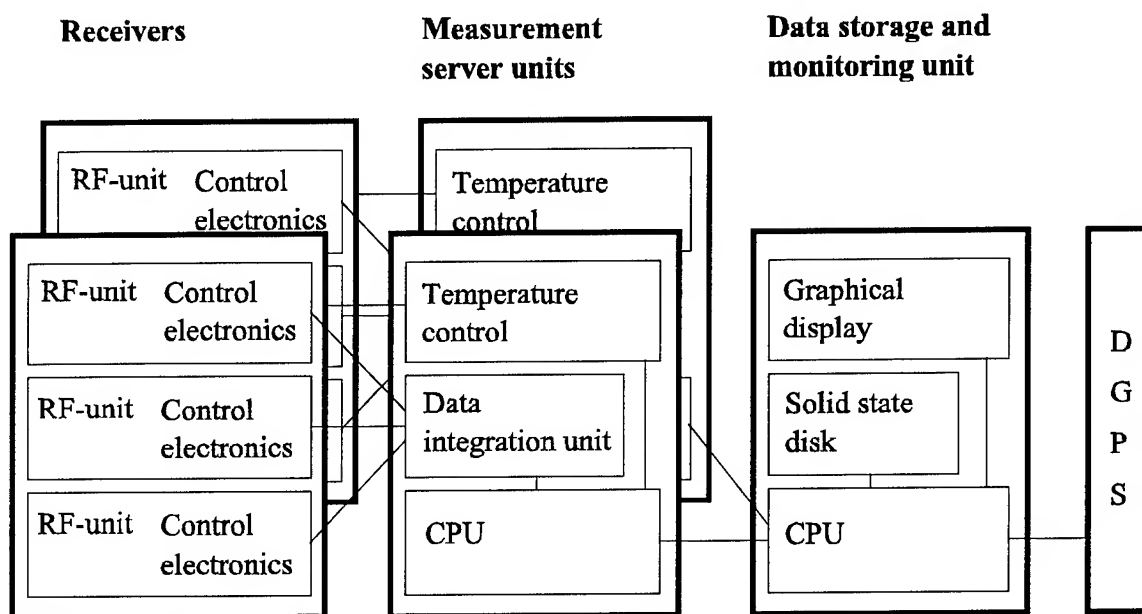 Receivers
Measurement
server units
Data storage and
monitoring unit
RF-unit Control
electronics
Temperature
control
RF-unit Control
electronics
RF-unit Control
electronics
RF-unit Control
electronics
Temperature
control
Data
integration unit
CPU
Graphical
display
Solid state
disk
CPU
D
G
P
S